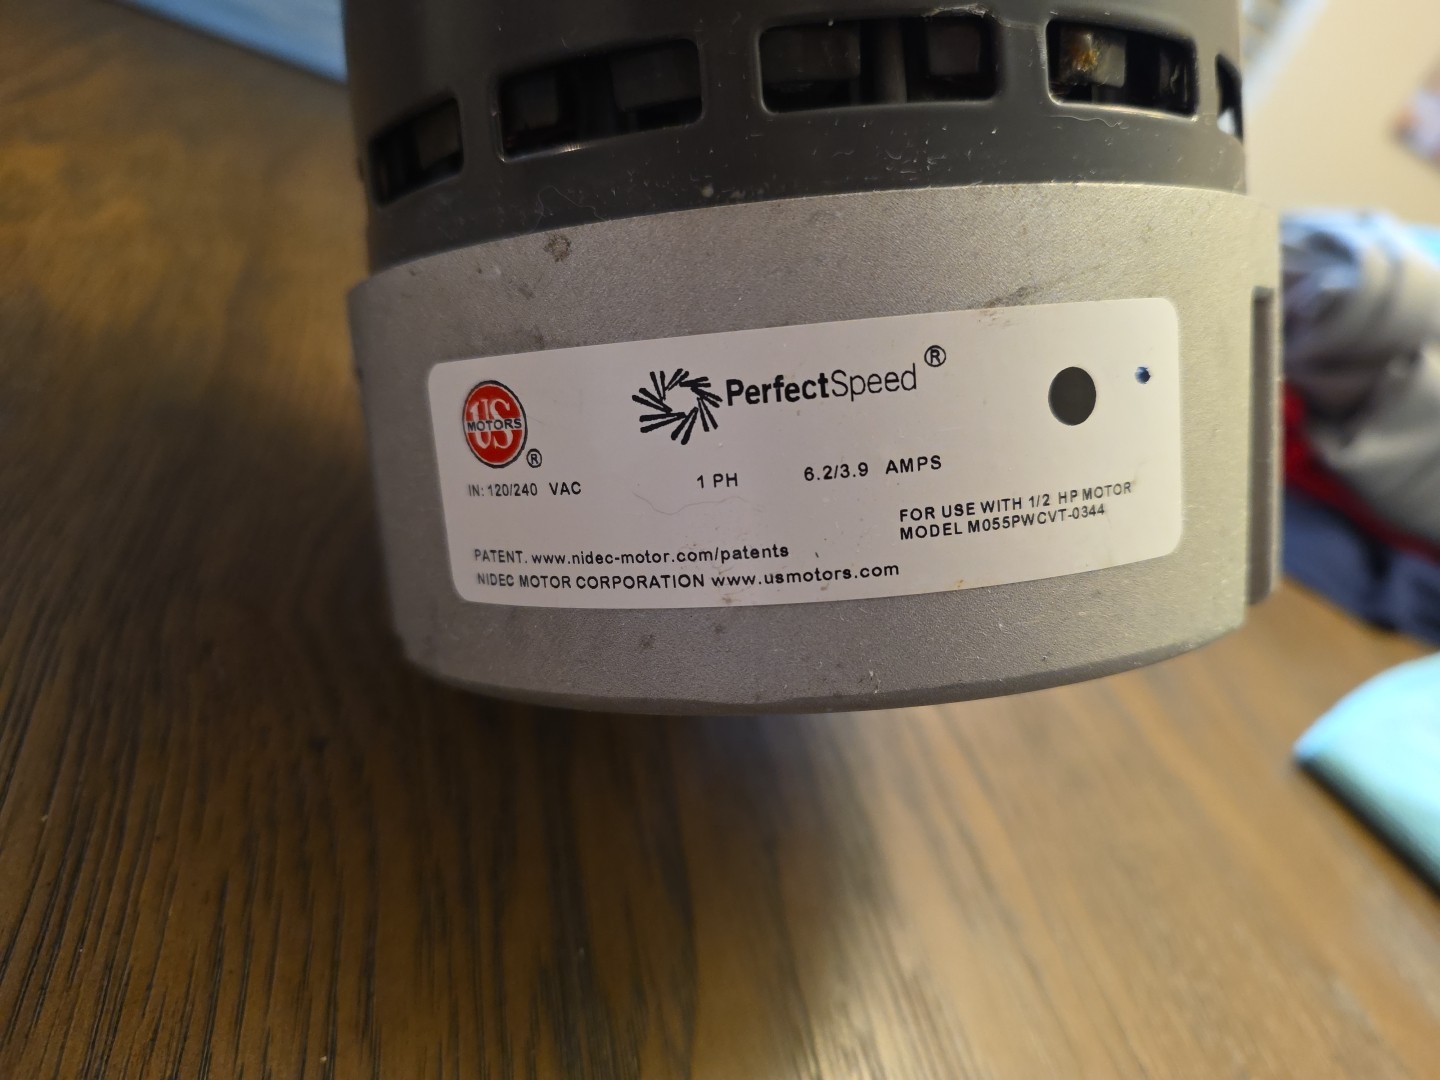 US
MOTORS
®
PerfectSpeed ®
IN: 120/240 VAC 1 PH 6.2/3.9 AMPS
FOR USE WITH 1/2 HP MOTOR
MODEL M055PWCVT-0344
PATENT. www.nidec-motor.com/patents
NIDEC MOTOR CORPORATION www.usmotors.com